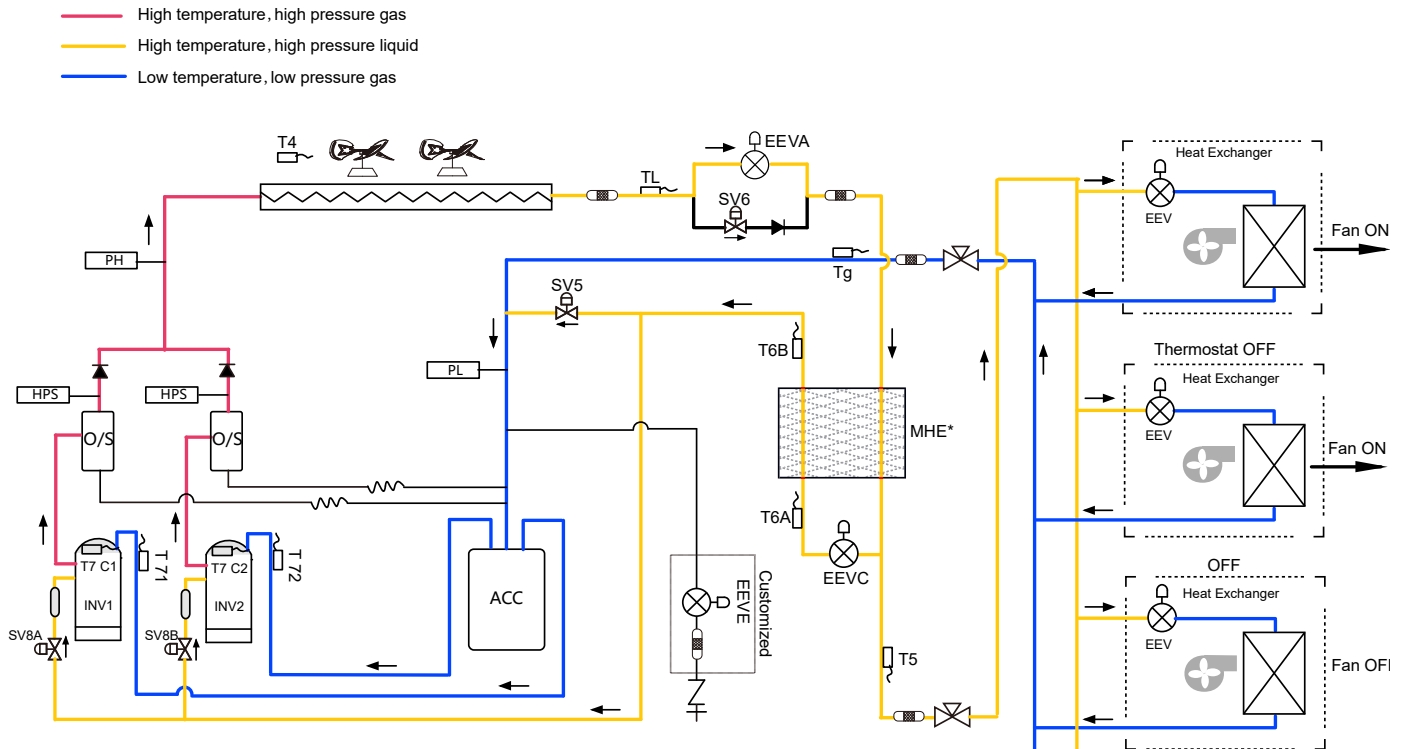 High temperature, high pressure gas
High temperature, high pressure liquid
Low temperature, low pressure gas
T4
TL
EEVA
SV6
Heat Exchanger
EEV
Fan ON
PH
Tg
SV5
T6B
PL
Thermostat OFF
Heat Exchanger
EEV
Fan ON
HPS
HPS
O/S
O/S
MHE*
T6A
EEVC
T7 C1
INV1
T71
T7 C2
INV2
T72
ACC
Customized
EEVE
SV8A
SV8B
T5
OFF
Heat Exchanger
EEV
Fan OF